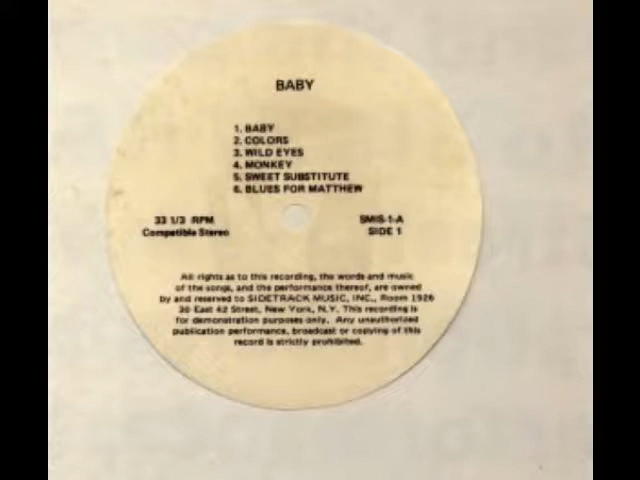 BABY
1. BABY
2. COLORS
3. WILD EYES
4. MONKEY
5. SWEET SUBSTITUTE
6. BLUES FOR MATTHEW
33 1/3 RPM
Compatible Stereo
SMIS-1-A
SIDE 1
All rights as to this recording, the words and music
of the songs, and the performance thereof, are owned
by and reserved to SIDETRACK MUSIC, INC., Room 1926
30 East 42 Street, New York, N.Y. This recording is
for demonstration purposes only. Any unauthorized
publication performance, broadcast or copying of this
record is strictly prohibited.